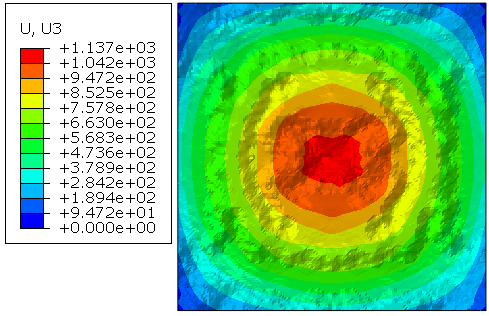 U, U3
+1.137e+03
+1.042e+03
+9.472e+02
+8.525e+02
+7.578e+02
+6.630e+02
+5.683e+02
+4.736e+02
+3.789e+02
+2.842e+02
+1.894e+02
+9.472e+01
+0.000e+00